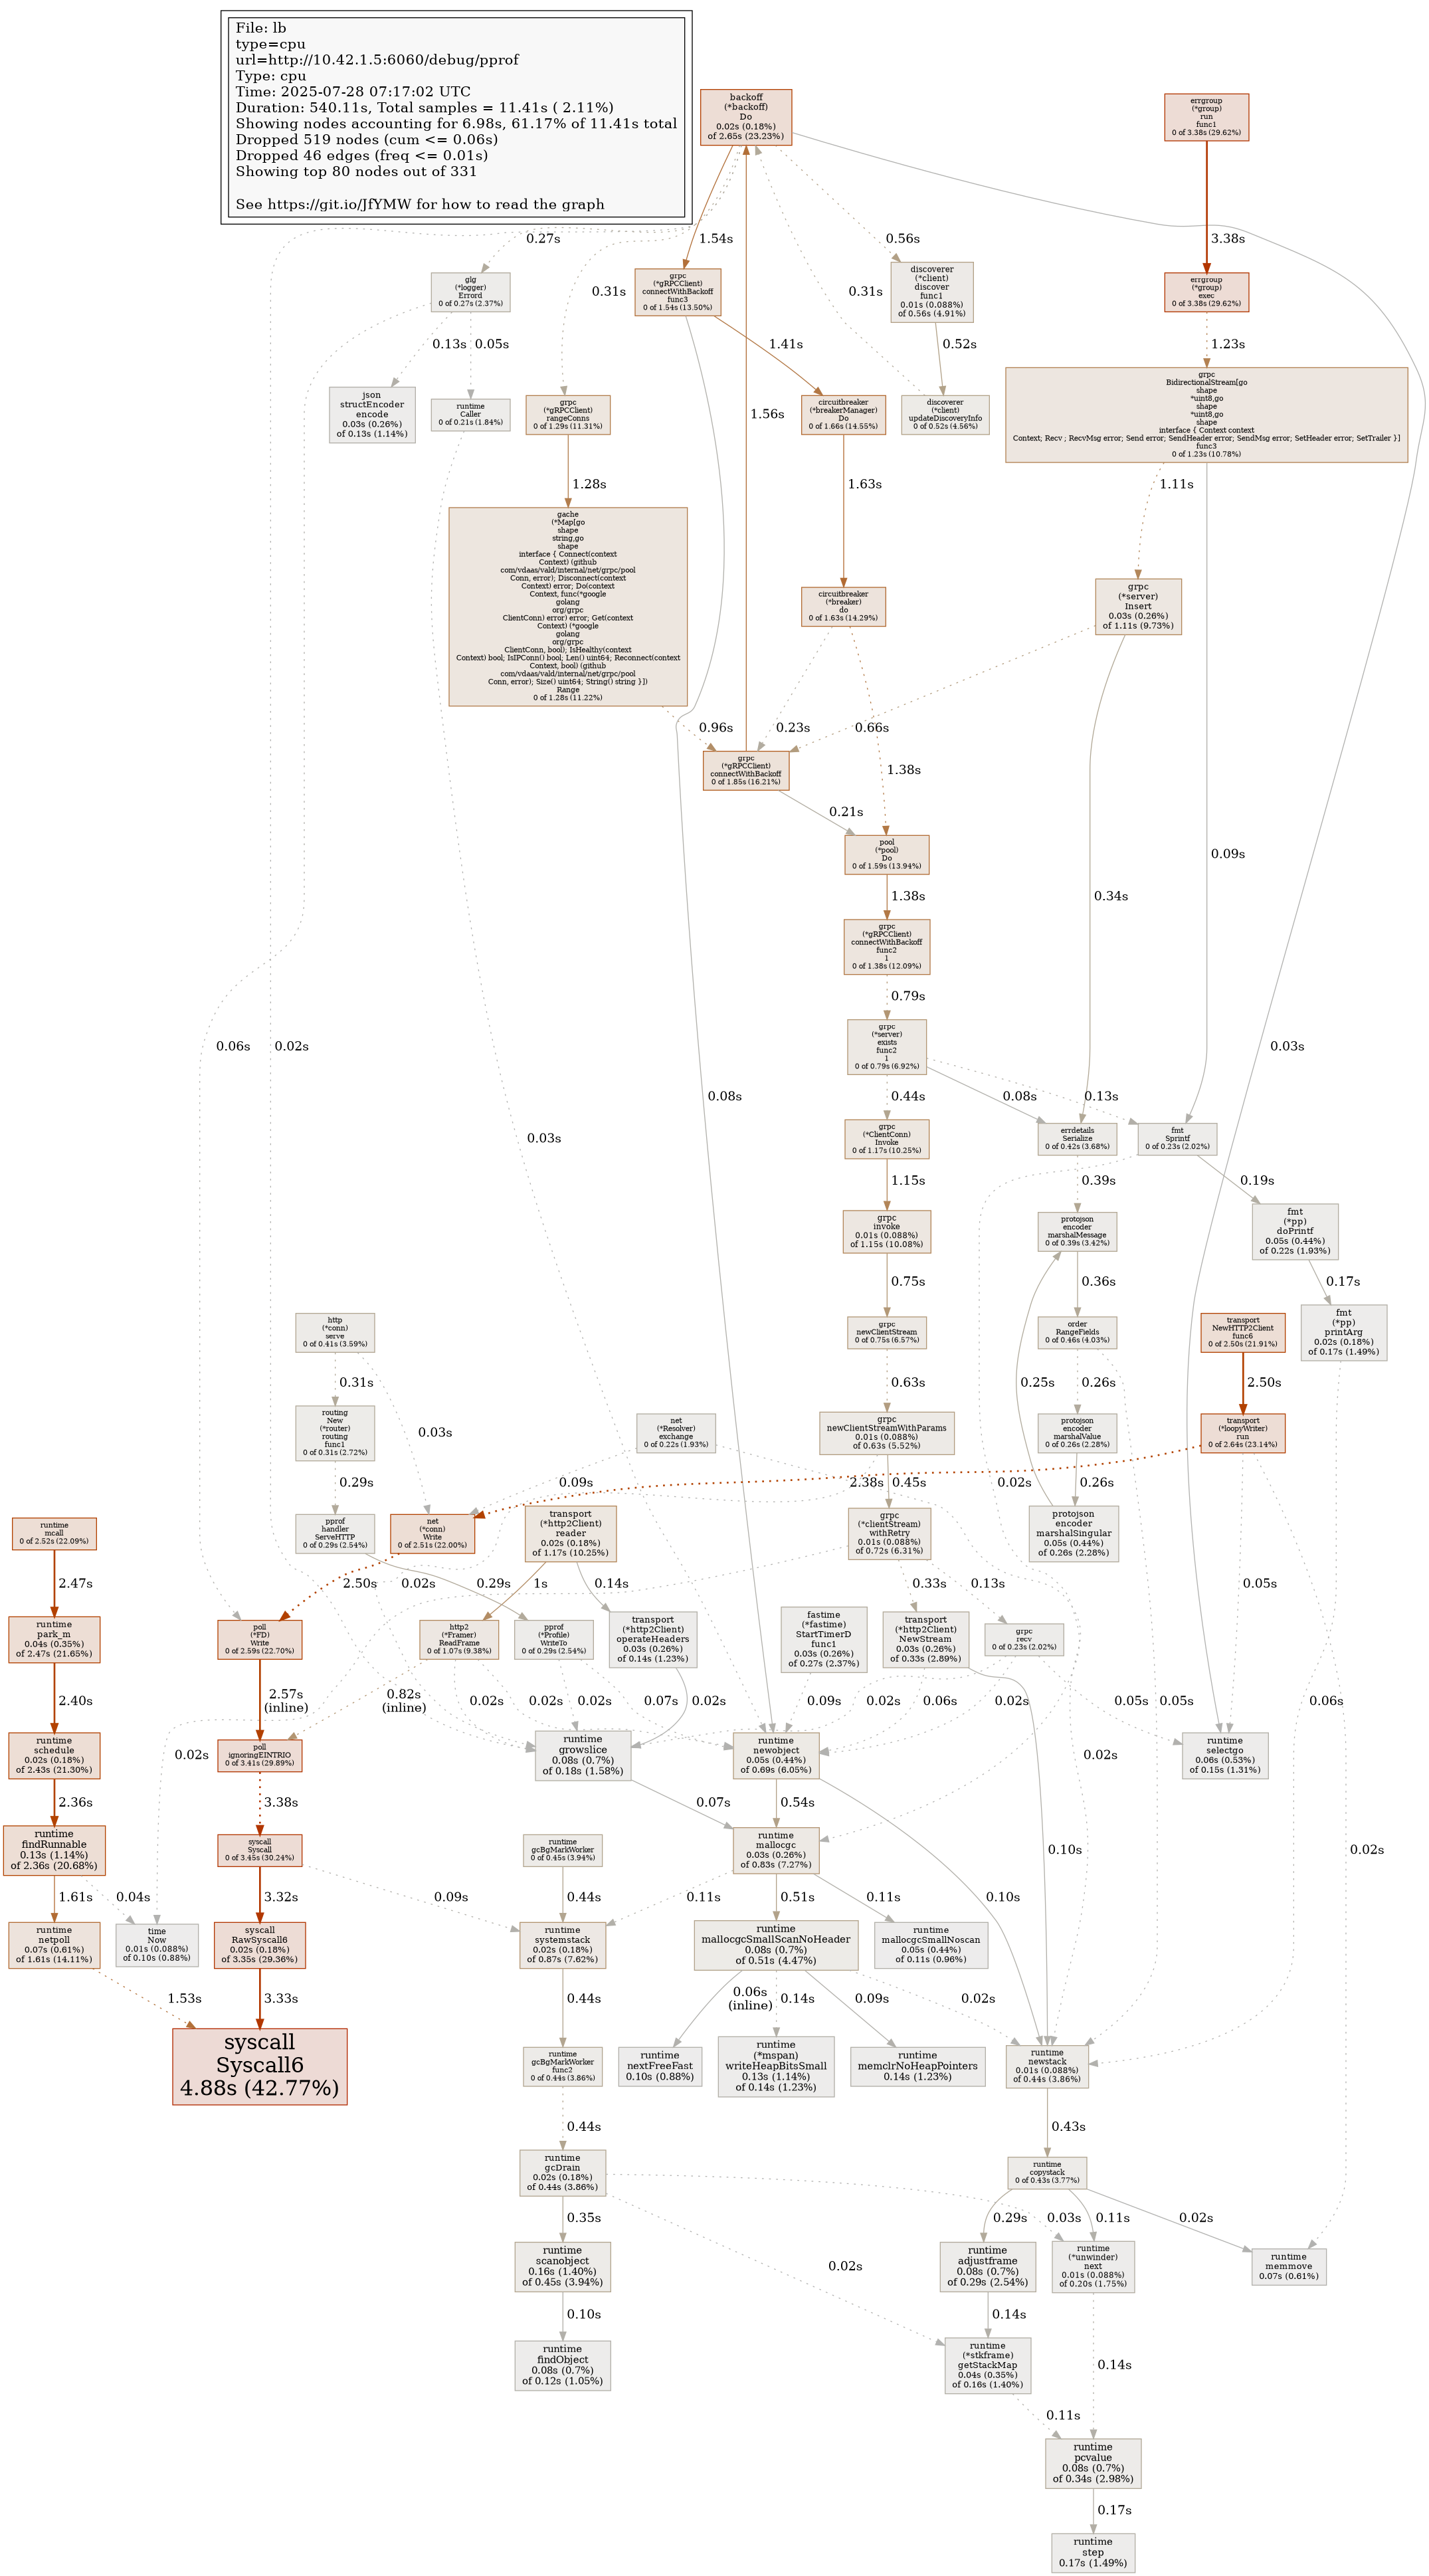 File: lb
type=cpu
url=http://10.42.1.5:6060/debug/pprof
Type: cpu
Time: 2025-07-28 07:17:02 UTC
Duration: 540.11s, Total samples = 11.41s ( 2.11%)
Showing nodes accounting for 6.98s, 61.17% of 11.41s total
Dropped 519 nodes (cum <= 0.06s)
Dropped 46 edges (freq <= 0.01s)
Showing top 80 nodes out of 331
See https://git.io/JfYMW for how to read the graph
backoff
(*backoff)
Do
0.02s (0.18%)
of 2.65s (23.23%)
errgroup
(*group)
run
func1
0 of 3.38s (29.62%)
0.27s
1.54s
0.56s
3.38s
glg
(*logger)
Errord
0 of 0.27s (2.37%)
0.31s
grpc
(*gRPCClient)
connectWithBackoff
func3
0 of 1.54s (13.50%)
0.31s
discoverer
(*client)
discover
func1
0.01s (0.088%)
of 0.56s (4.91%)
errgroup
(*group)
exec
0 of 3.38s (29.62%)
0.13s
0.05s
1.41s
0.52s
1.23s
json
structEncoder
encode
0.03s (0.26%)
of 0.13s (1.14%)
runtime
Caller
0 of 0.21s (1.84%)
grpc
(*gRPCClient)
rangeConns
0 of 1.29s (11.31%)
1.56s
circuitbreaker
(*breakerManager)
Do
0 of 1.66s (14.55%)
discoverer
(*client)
updateDiscoveryInfo
0 of 0.52s (4.56%)
grpc
BidirectionalStream[go
shape
*uint8,go
shape
*uint8,go
shape
interface { Context context
Context; Recv ; RecvMsg error; Send error; SendHeader error; SendMsg error; SetHeader error; SetTrailer }]
func3
0 of 1.23s (10.78%)
1.28s
1.63s
1.11s
gache
(*Map[go
shape
string,go
shape
interface { Connect(context
Context) (github
com/vdaas/vald/internal/net/grpc/pool
Conn, error); Disconnect(context
Context) error; Do(context
Context, func(*google
golang
org/grpc
ClientConn) error) error; Get(context
Context) (*google
golang
org/grpc
ClientConn, bool); IsHealthy(context
Context) bool; IsIPConn() bool; Len() uint64; Reconnect(context
Context, bool) (github
com/vdaas/vald/internal/net/grpc/pool
Conn, error); Size() uint64; String() string }])
Range
0 of 1.28s (11.22%)
circuitbreaker
(*breaker)
do
0 of 1.63s (14.29%)
grpc
(*server)
Insert
0.03s (0.26%)
of 1.11s (9.73%)
0.96s
0.23s
0.66s
grpc
(*gRPCClient)
connectWithBackoff
0 of 1.85s (16.21%)
1.38s
0.21s
0.09s
pool
(*pool)
Do
0 of 1.59s (13.94%)
1.38s
0.34s
grpc
(*gRPCClient)
connectWithBackoff
func2
1
0 of 1.38s (12.09%)
0.79s
0.06s
0.02s
grpc
(*server)
exists
func2
1
0 of 0.79s (6.92%)
0.03s
0.08s
0.44s
0.08s
0.13s
0.03s
grpc
(*ClientConn)
Invoke
0 of 1.17s (10.25%)
errdetails
Serialize
0 of 0.42s (3.68%)
fmt
Sprintf
0 of 0.23s (2.02%)
1.15s
0.39s
0.19s
grpc
invoke
0.01s (0.088%)
of 1.15s (10.08%)
protojson
encoder
marshalMessage
0 of 0.39s (3.42%)
fmt
(*pp)
doPrintf
0.05s (0.44%)
of 0.22s (1.93%)
0.75s
0.36s
0.17s
http
(*conn)
serve
0 of 0.41s (3.59%)
grpc
newClientStream
0 of 0.75s (6.57%)
order
RangeFields
0 of 0.46s (4.03%)
transport
NewHTTP2Client
func6
0 of 2.50s (21.91%)
fmt
(*pp)
printArg
0.02s (0.18%)
of 0.17s (1.49%)
0.31s
0.63s
0.25s
0.26s
2.50s
routing
New
(*router)
routing
func1
0 of 0.31s (2.72%)
0.03s
net
(*Resolver)
exchange
0 of 0.22s (1.93%)
grpc
newClientStreamWithParams
0.01s (0.088%)
of 0.63s (5.52%)
protojson
encoder
marshalValue
0 of 0.26s (2.28%)
transport
(*loopyWriter)
run
0 of 2.64s (23.14%)
0.29s
0.09s
2.38s
0.45s
0.02s
0.26s
runtime
mcall
0 of 2.52s (22.09%)
pprof
handler
ServeHTTP
0 of 0.29s (2.54%)
net
(*conn)
Write
0 of 2.51s (22.00%)
transport
(*http2Client)
reader
0.02s (0.18%)
of 1.17s (10.25%)
grpc
(*clientStream)
withRetry
0.01s (0.088%)
of 0.72s (6.31%)
protojson
encoder
marshalSingular
0.05s (0.44%)
of 0.26s (2.28%)
2.47s
2.50s
0.02s
0.29s
1s
0.14s
0.33s
0.13s
0.05s
runtime
park_m
0.04s (0.35%)
of 2.47s (21.65%)
poll
(*FD)
Write
0 of 2.59s (22.70%)
http2
(*Framer)
ReadFrame
0 of 1.07s (9.38%)
pprof
(*Profile)
WriteTo
0 of 0.29s (2.54%)
transport
(*http2Client)
operateHeaders
0.03s (0.26%)
of 0.14s (1.23%)
fastime
(*fastime)
StartTimerD
func1
0.03s (0.26%)
of 0.27s (2.37%)
transport
(*http2Client)
NewStream
0.03s (0.26%)
of 0.33s (2.89%)
grpc
recv
0 of 0.23s (2.02%)
2.40s
2.57s
(inline)
0.82s
(inline)
0.02s
0.02s
0.02s
0.07s
0.02s
0.09s
0.02s
0.06s
0.02s
0.05s
0.05s
0.06s
runtime
schedule
0.02s (0.18%)
of 2.43s (21.30%)
0.02s
poll
ignoringEINTRIO
0 of 3.41s (29.89%)
runtime
growslice
0.08s (0.7%)
of 0.18s (1.58%)
runtime
newobject
0.05s (0.44%)
of 0.69s (6.05%)
0.02s
runtime
selectgo
0.06s (0.53%)
of 0.15s (1.31%)
2.36s
3.38s
0.07s
0.54s
runtime
findRunnable
0.13s (1.14%)
of 2.36s (20.68%)
syscall
Syscall
0 of 3.45s (30.24%)
runtime
gcBgMarkWorker
0 of 0.45s (3.94%)
runtime
mallocgc
0.03s (0.26%)
of 0.83s (7.27%)
0.10s
0.02s
1.61s
0.04s
3.32s
0.09s
0.44s
0.11s
0.51s
0.11s
0.10s
runtime
netpoll
0.07s (0.61%)
of 1.61s (14.11%)
time
Now
0.01s (0.088%)
of 0.10s (0.88%)
syscall
RawSyscall6
0.02s (0.18%)
of 3.35s (29.36%)
runtime
systemstack
0.02s (0.18%)
of 0.87s (7.62%)
runtime
mallocgcSmallScanNoHeader
0.08s (0.7%)
of 0.51s (4.47%)
runtime
mallocgcSmallNoscan
0.05s (0.44%)
of 0.11s (0.96%)
1.53s
3.33s
0.44s
0.06s
(inline)
0.14s
0.09s
0.02s
syscall
Syscall6
4.88s (42.77%)
runtime
gcBgMarkWorker
func2
0 of 0.44s (3.86%)
runtime
nextFreeFast
0.10s (0.88%)
runtime
(*mspan)
writeHeapBitsSmall
0.13s (1.14%)
of 0.14s (1.23%)
runtime
memclrNoHeapPointers
0.14s (1.23%)
runtime
newstack
0.01s (0.088%)
of 0.44s (3.86%)
0.44s
0.43s
runtime
gcDrain
0.02s (0.18%)
of 0.44s (3.86%)
runtime
copystack
0 of 0.43s (3.77%)
0.35s
0.29s
0.03s
0.11s
0.02s
runtime
scanobject
0.16s (1.40%)
of 0.45s (3.94%)
0.02s
runtime
adjustframe
0.08s (0.7%)
of 0.29s (2.54%)
runtime
(*unwinder)
next
0.01s (0.088%)
of 0.20s (1.75%)
runtime
memmove
0.07s (0.61%)
0.10s
0.14s
runtime
findObject
0.08s (0.7%)
of 0.12s (1.05%)
runtime
(*stkframe)
getStackMap
0.04s (0.35%)
of 0.16s (1.40%)
0.14s
0.11s
runtime
pcvalue
0.08s (0.7%)
of 0.34s (2.98%)
0.17s
runtime
step
0.17s (1.49%)